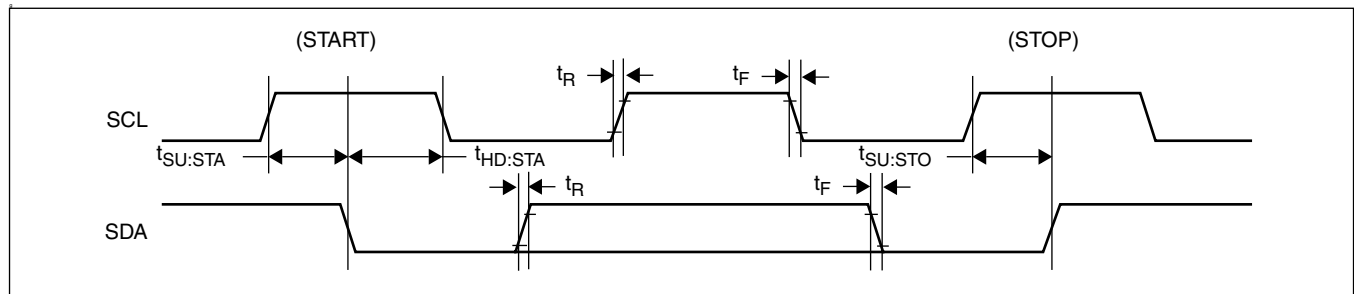 (START) (STOP)
tR tF
SCL
tSU:STA tHD:STA tSU:STO
tR tF
SDA